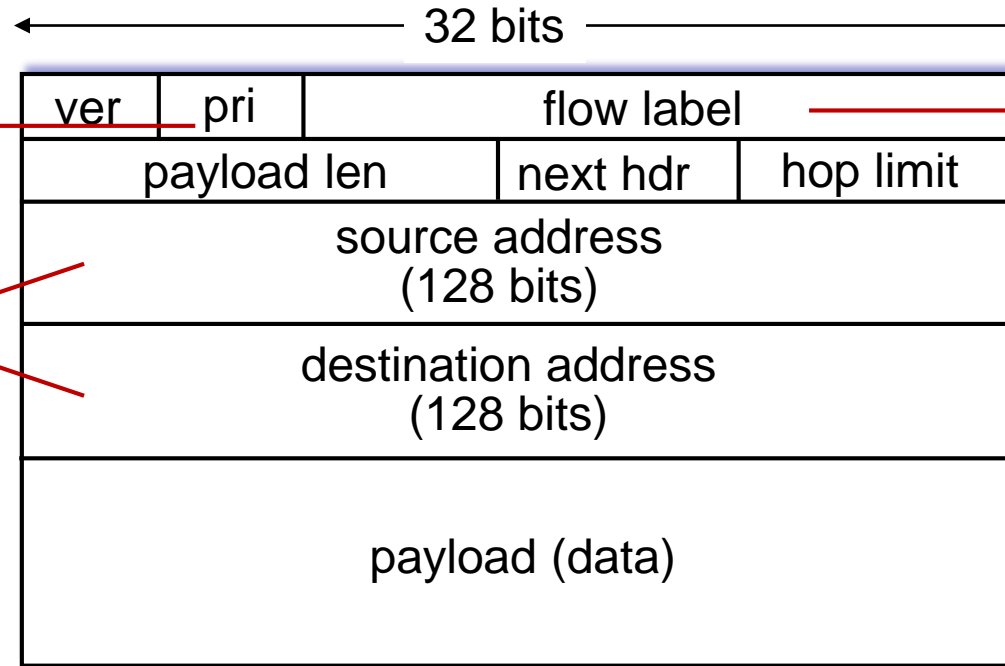 32 bits
ver pri flow label
payload len next hdr hop limit
source address
(128 bits)
destination address
(128 bits)
payload (data)